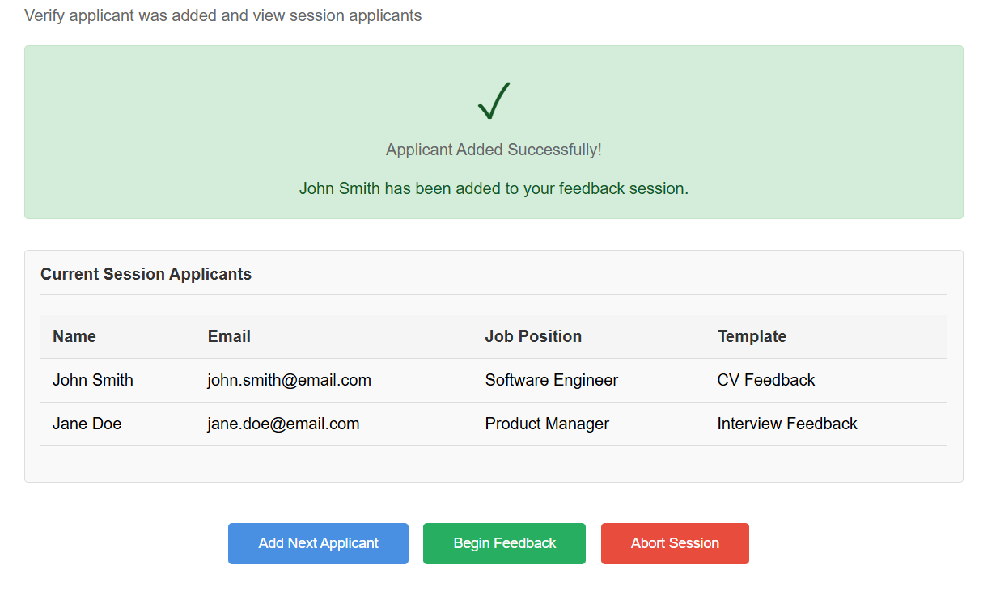 Verify applicant was added and view session applicants
Applicant Added Successfully!
John Smith has been added to your feedback session.
Current Session Applicants
Name Email Job Position Template
John Smith john.smith@email.com Software Engineer CV Feedback
Jane Doe jane.doe@email.com Product Manager Interview Feedback
Add Next Applicant Begin Feedback Abort Session